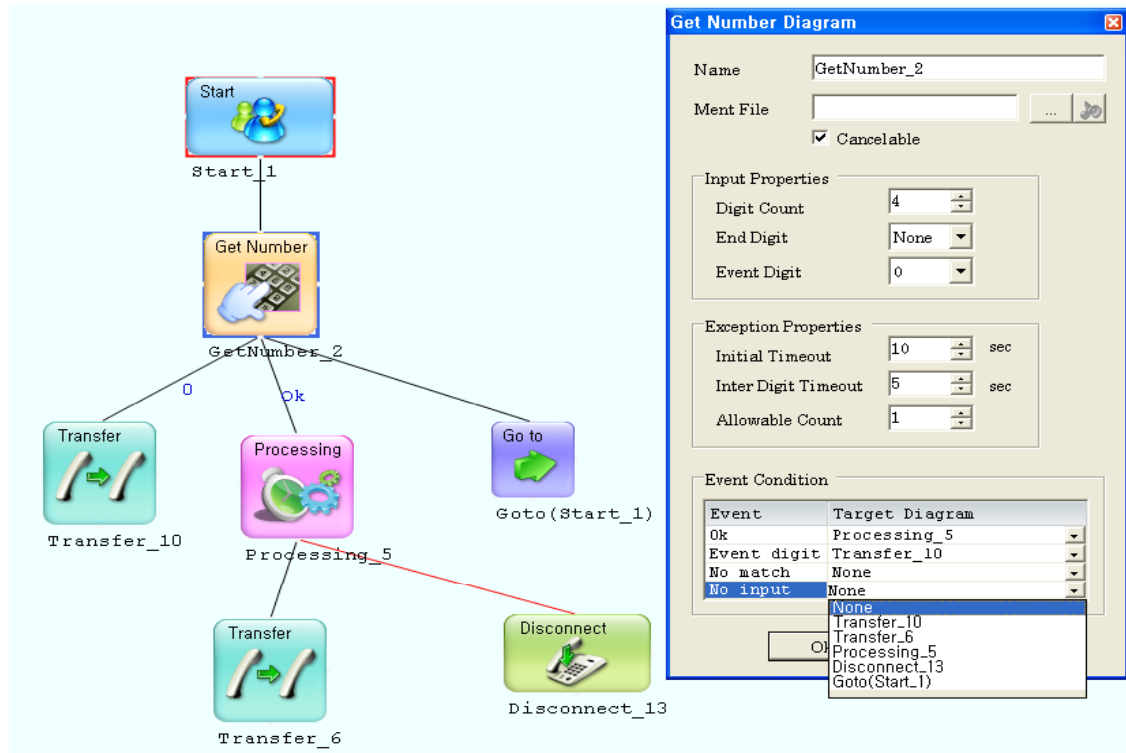 Start
Start_1
Get Number
GetNumber_2
0
Ok
Transfer
Transfer_10
Processing
Processing_5
Go to
Goto(Start_1)
Transfer
Transfer_6
Disconnect
Disconnect_13
Get Number Diagram
Name GetNumber_2
Ment File ...
Cancelable
Input Properties
Digit Count 4
End Digit None
Event Digit 0
Exception Properties
Initial Timeout 10 sec
Inter Digit Timeout 5 sec
Allowable Count 1
Event Condition
Event Target Diagram
Ok Processing_5
Event digit Transfer_10
No match None
No input None
None
Transfer_10
Transfer_6
Processing_5
Disconnect_13
Goto(Start_1)